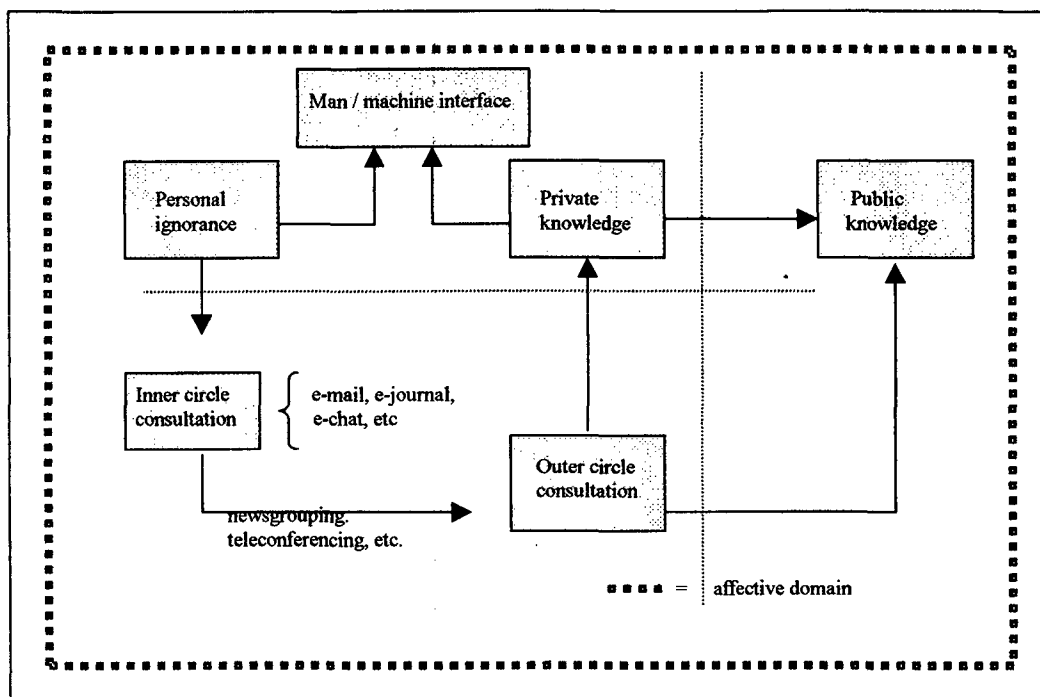 Man / machine interface
Personal
ignorance
Private
knowledge
Public
knowledge
Inner circle
consultation
e-mail, e-journal,
e-chat, etc
Outer circle
consultation
newsgrouping.
teleconferencing, etc.
= affective domain